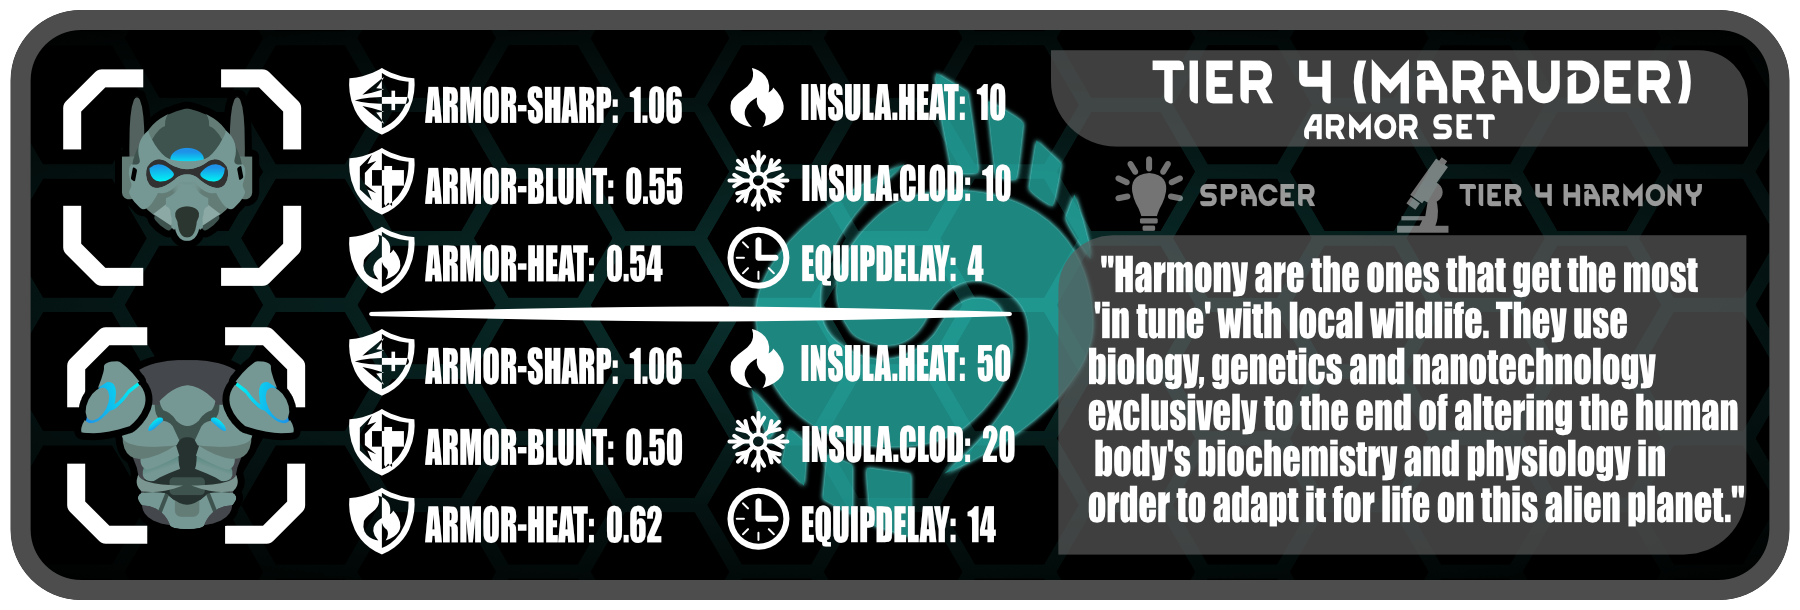 ARMOR-SHARP: 1.06
ARMOR-BLUNT: 0.55
ARMOR-HEAT: 0.54
INSULA.HEAT: 10
INSULA.CLOD: 10
EQUIPDELAY: 4
ARMOR-SHARP: 1.06
ARMOR-BLUNT: 0.50
ARMOR-HEAT: 0.62
INSULA.HEAT: 50
INSULA.CLOD: 20
EQUIPDELAY: 14
TIER 4 (MARAUDER)
ARMOR SET
SPACER
TIER 4 HARMONY
"Harmony are the ones that get the most
'in tune' with local wildlife. They use
biology, genetics and nanotechnology
exclusively to the end of altering the human
body's biochemistry and physiology in
order to adapt it for life on this alien planet."